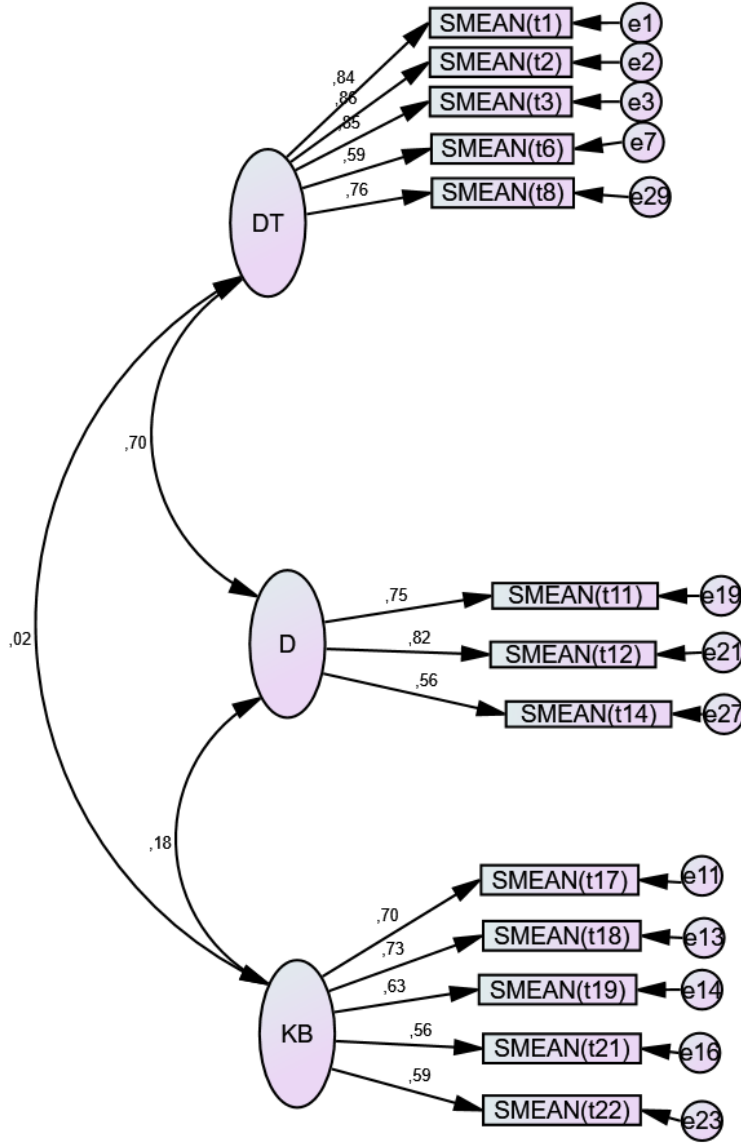 SMEAN(t1) e1
,84
SMEAN(t2) e2
,86
SMEAN(t3) e3
,85
SMEAN(t6) e7
,59
SMEAN(t8) e29
,76
DT
,70
,02
SMEAN(t11) e19
,75
SMEAN(t12) e21
,82
D
SMEAN(t14) e27
,56
,18
SMEAN(t17) e11
,70
SMEAN(t18) e13
,73
SMEAN(t19) e14
,63
KB
SMEAN(t21) e16
,56
SMEAN(t22) e23
,59